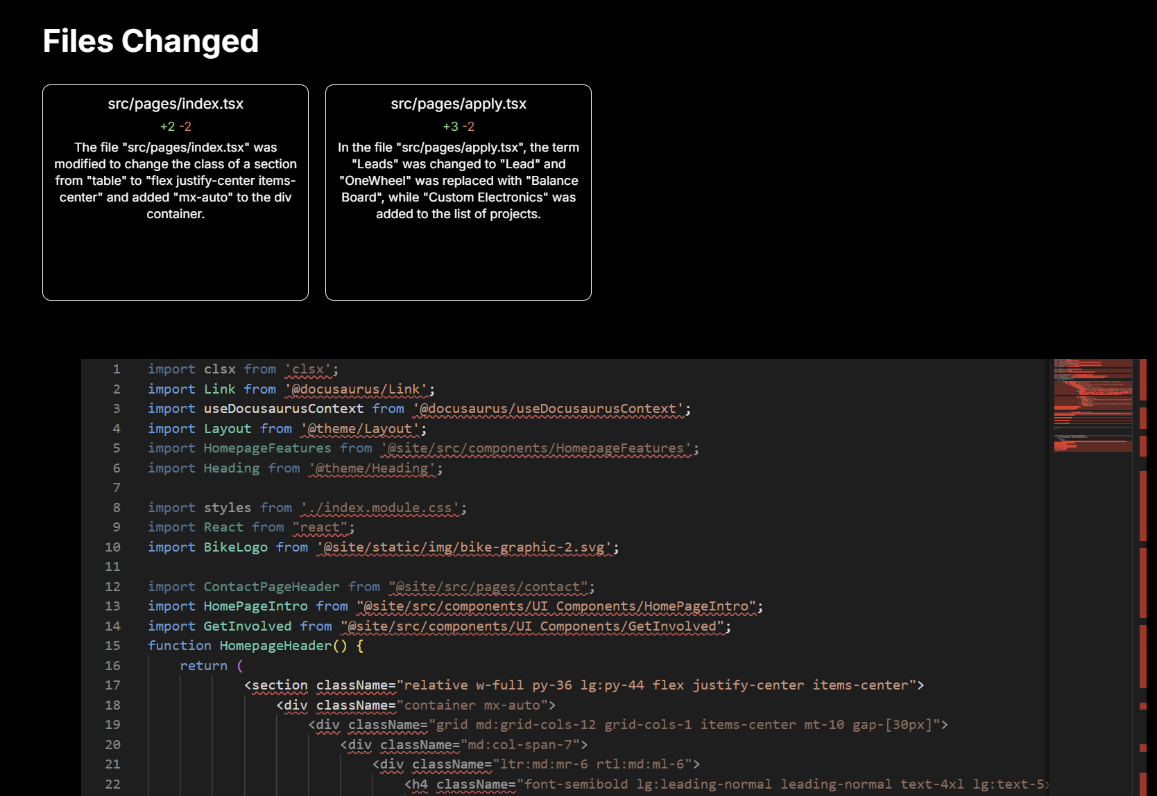 Files Changed
src/pages/index.tsx
+2 -2
The file "src/pages/index.tsx" was
modified to change the class of a section
from "table" to "flex justify-center items-
center" and added "mx-auto" to the div
container.
src/pages/apply.tsx
+3 -2
In the file "src/pages/apply.tsx", the term
"Leads" was changed to "Lead" and
"OneWheel" was replaced with "Balance
Board", while "Custom Electronics" was
added to the list of projects.
1 import clsx from 'clsx';
2 import Link from '@docusaurus/Link';
3 import useDocusaurusContext from '@docusaurus/useDocusaurusContext';
4 import Layout from '@theme/Layout';
5 import HomepageFeatures from '@site/src/components/HomepageFeatures';
6 import Heading from '@theme/Heading';
7
8 import styles from './index.module.css';
9 import React from "react";
10 import BikeLogo from '@site/static/img/bike-graphic-2.svg';
11
12 import ContactPageHeader from "@site/src/pages/contact";
13 import HomePageIntro from "@site/src/components/UI Components/HomePageIntro";
14 import GetInvolved from "@site/src/components/UI Components/GetInvolved";
15 function HomepageHeader() {
16 return (
17 <section className="relative w-full py-36 lg:py-44 flex justify-center items-center">
18 <div className="container mx-auto">
19 <div className="grid md:grid-cols-12 grid-cols-1 items-center mt-10 gap-[30px]">
20 <div className="md:col-span-7">
21 <div className="ltr:md:mr-6 rtl:md:ml-6">
22 <h4 className="font-semibold lg:leading-normal leading-normal text-4xl lg:text-5x